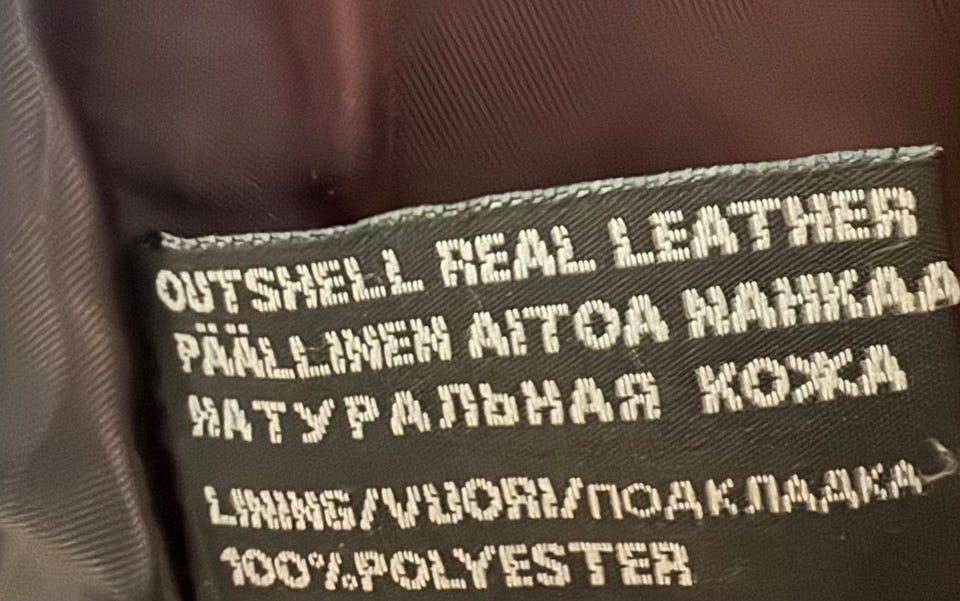 OUTSHELL REAL LEATHER
PÄÄLLINEN AITOA NAHKAA
НАТУРАЛЬНАЯ КОЖА
LINING/VUORI/ПОДКЛАДКА
100%POLYESTER